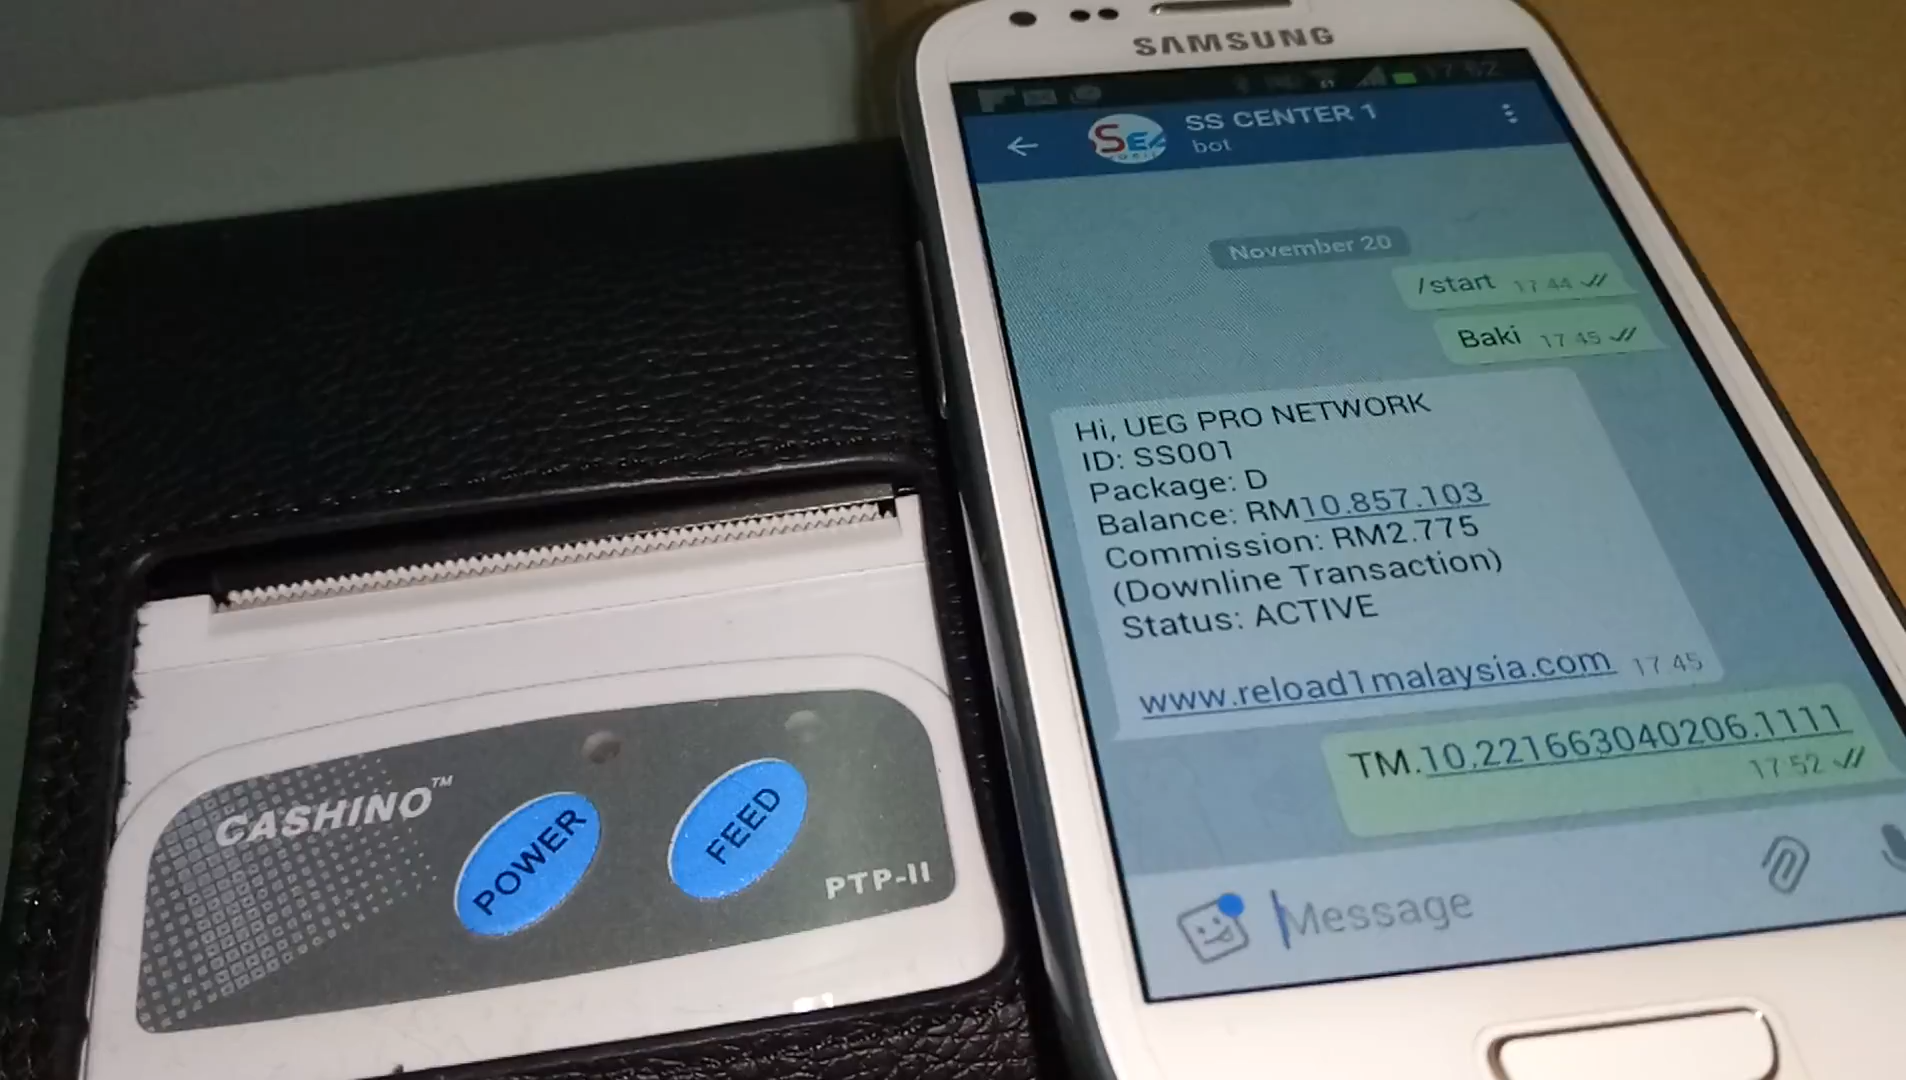 SAMSUNG
17:52
SS CENTER 1
bot
November 20
/start 17:44
Baki 17:45
Hi, UEG PRO NETWORK
ID: SS001
Package: D
Balance: RM10.857.103
Commission: RM2.775
(Downline Transaction)
Status: ACTIVE
www.reload1malaysia.com 17:45
TM.10.221663040206.1111
17:52
Message
CASHINO™
POWER
FEED
PTP-II